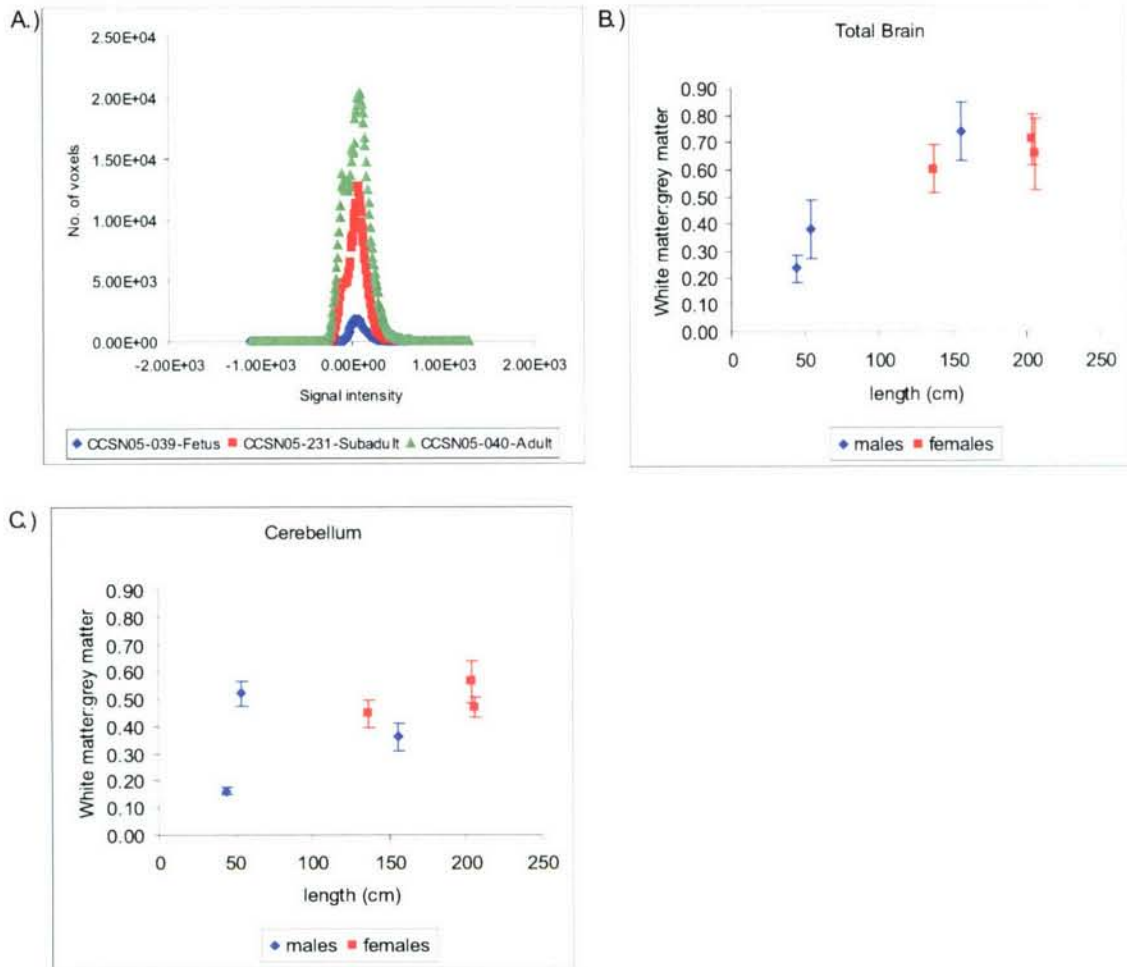 A.)
2.50E+04
2.00E+04
1.50E+04
1.00E+04
5.00E+03
0.00E+00
No. of voxels
-2.00E+03 -1.00E+03 0.00E+00 1.00E+03 2.00E+03
Signal intensity
CCSN05-039-Fetus CCSN05-231-Subadult CCSN05-040-Adult
B.)
Total Brain
0.90
0.80
0.70
0.60
0.50
0.40
0.30
0.20
0.10
0.00
White matter:grey matter
0 50 100 150 200 250
length (cm)
males females
C.)
Cerebellum
0.90
0.80
0.70
0.60
0.50
0.40
0.30
0.20
0.10
0.00
White matter:grey matter
0 50 100 150 200 250
length (cm)
males females